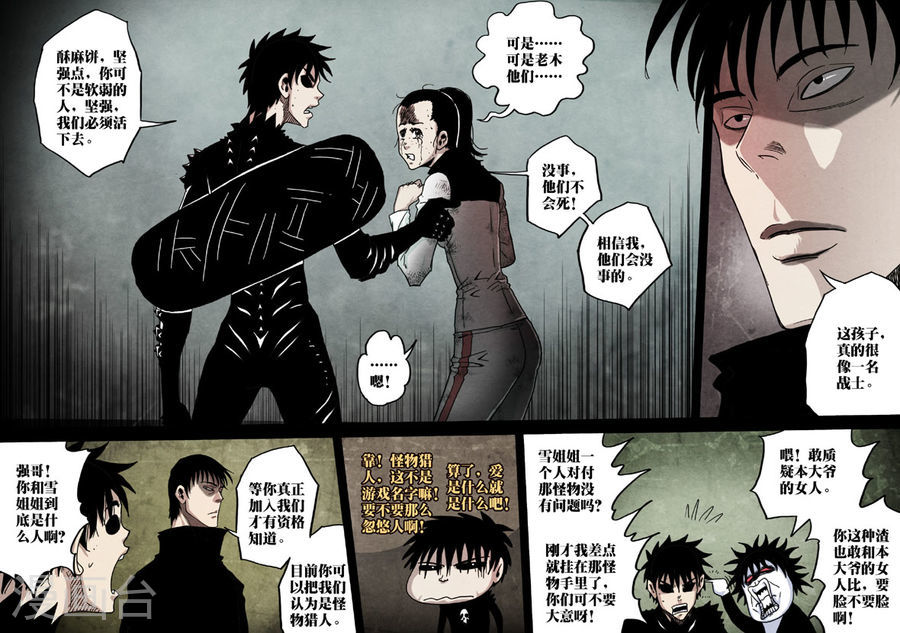 酥麻饼，坚
强点，你可
不是软弱的
人，坚强，
我们必须活
下去。
可是……
可是老木
他们……
没事，
他们不
会死！
相信我，
他们会没
事的。
……
嗯！
这孩子，
真的很
像一名
战士。
强哥！
你和雪
姐姐到
底是什
么人啊？
等你真正
加入我们
才有资格
知道。
目前你可
以把我们
认为是怪
物猎人。
靠！怪物猎
人，这不是
游戏名字嘛！
要不要那么
忽悠人啊！
算了，爱
是什么就
是什么吧！
雪姐姐一
个人对付
那怪物没
有问题吗？
刚才我差点
就挂在那怪
物手里了，
你们可不要
大意呀！
喂！敢质
疑本大爷
的女人。
你这种渣
也敢和本
大爷的女
人比，要
脸不要脸
啊！
漫画台